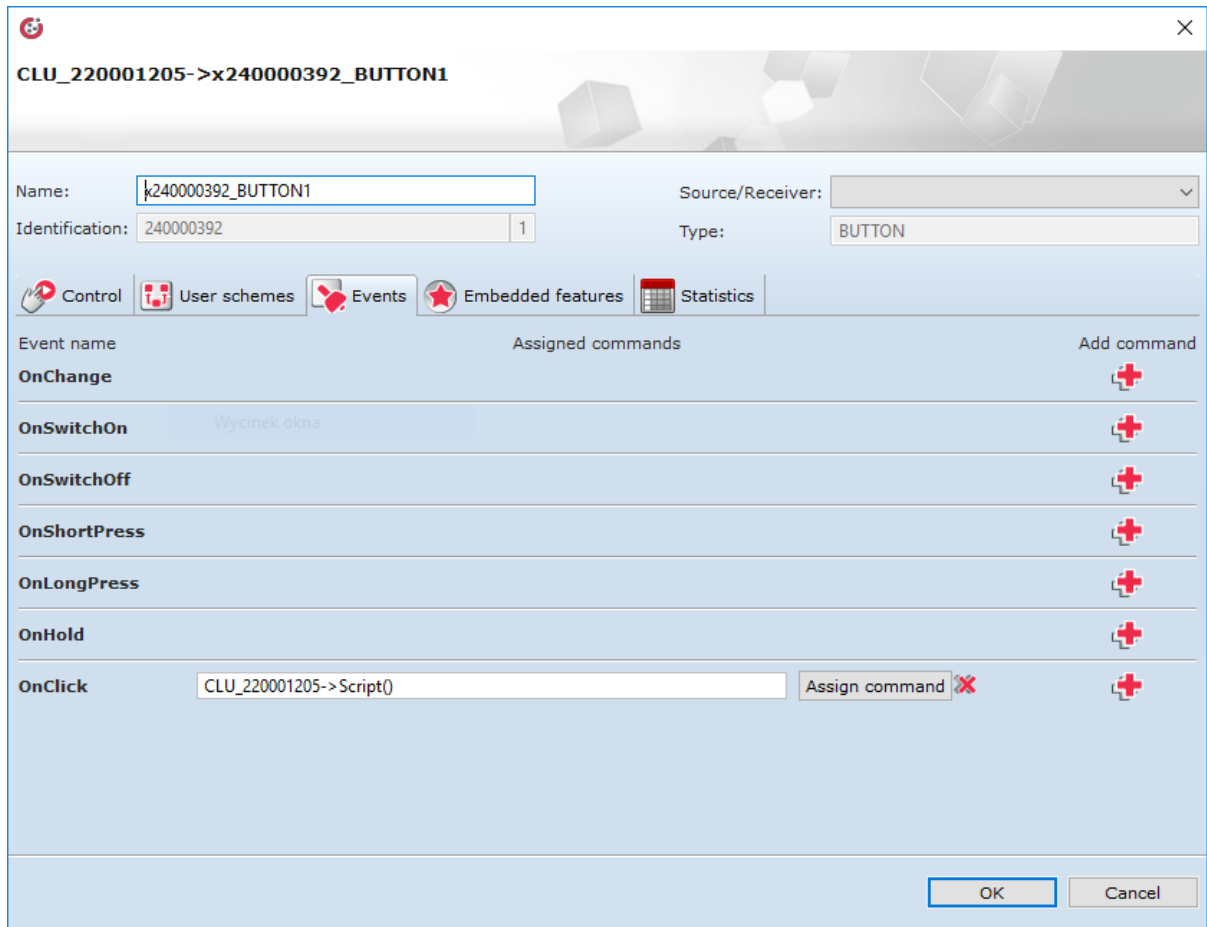 CLU_220001205->x240000392_BUTTON1
Name: x240000392_BUTTON1 Source/Receiver:
Identification: 240000392 1 Type: BUTTON
Control User schemes Events Embedded features Statistics
Event name Assigned commands Add command
OnChange
OnSwitchOn Wycinek okna
OnSwitchOff
OnShortPress
OnLongPress
OnHold
OnClick CLU_220001205->Script() Assign command
OK Cancel